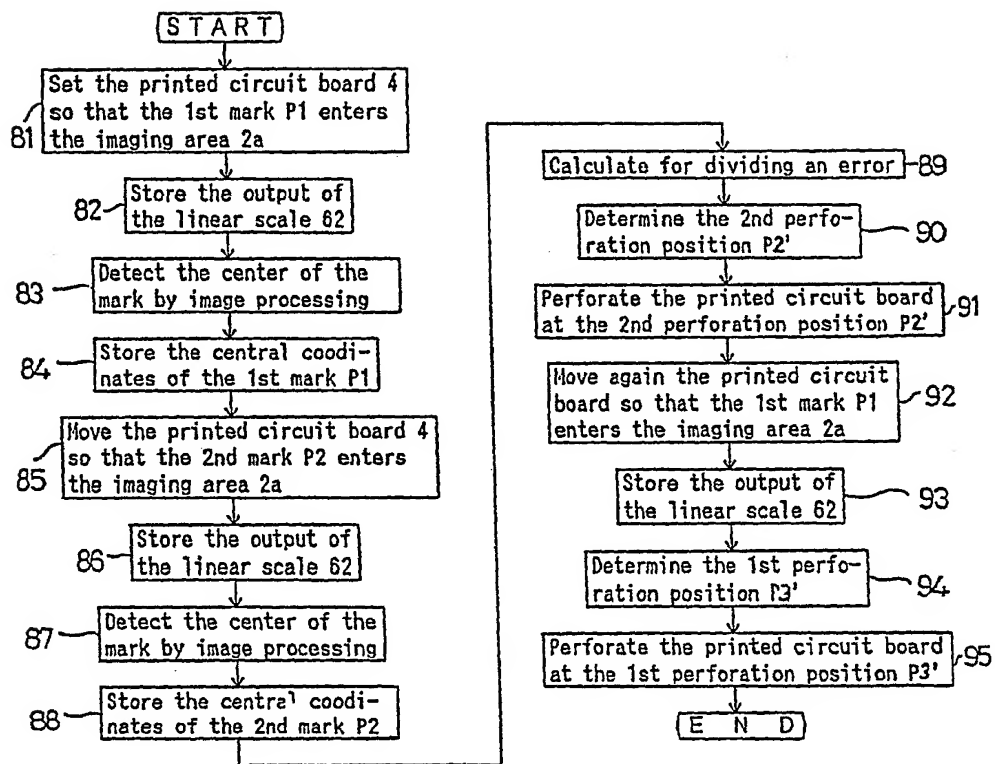 START
Set the printed circuit board 4
so that the 1st mark P1 enters
the imaging area 2a
81
Store the output of
the linear scale 62
82
Detect the center of the
mark by image processing
83
Store the central coodi-
nates of the 1st mark P1
84
Move the printed circuit board 4
so that the 2nd mark P2 enters
the imaging area 2a
85
Store the output of
the linear scale 62
86
Detect the center of the
mark by image processing
87
Store the central coodi-
nates of the 2nd mark P2
88
Calculate for dividing an error
89
Determine the 2nd perfo-
ration position P2'
90
Perforate the printed circuit board
at the 2nd perforation position P2'
91
Move again the printed circuit
board so that the 1st mark P1
enters the imaging area 2a
92
Store the output of
the linear scale 62
93
Determine the 1st perfo-
ration position P3'
94
Perforate the printed circuit board
at the 1st perforation position P3'
95
END